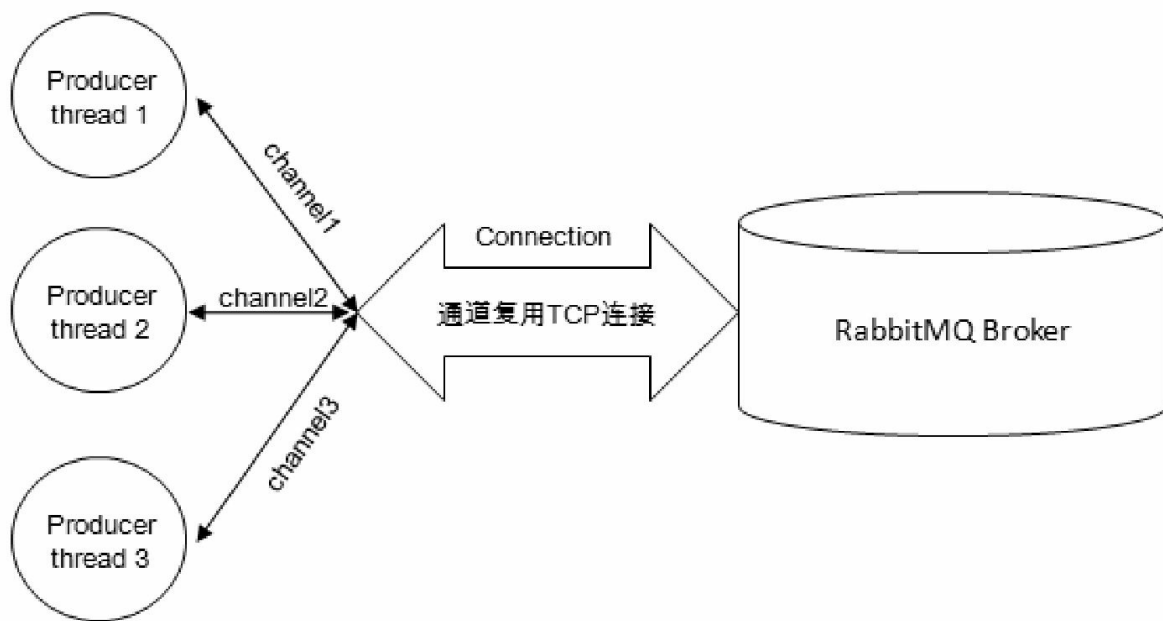 Producer
thread 1
channel1
Producer
thread 2
channel2
Producer
thread 3
channel3
Connection
通道复用TCP连接
RabbitMQ Broker